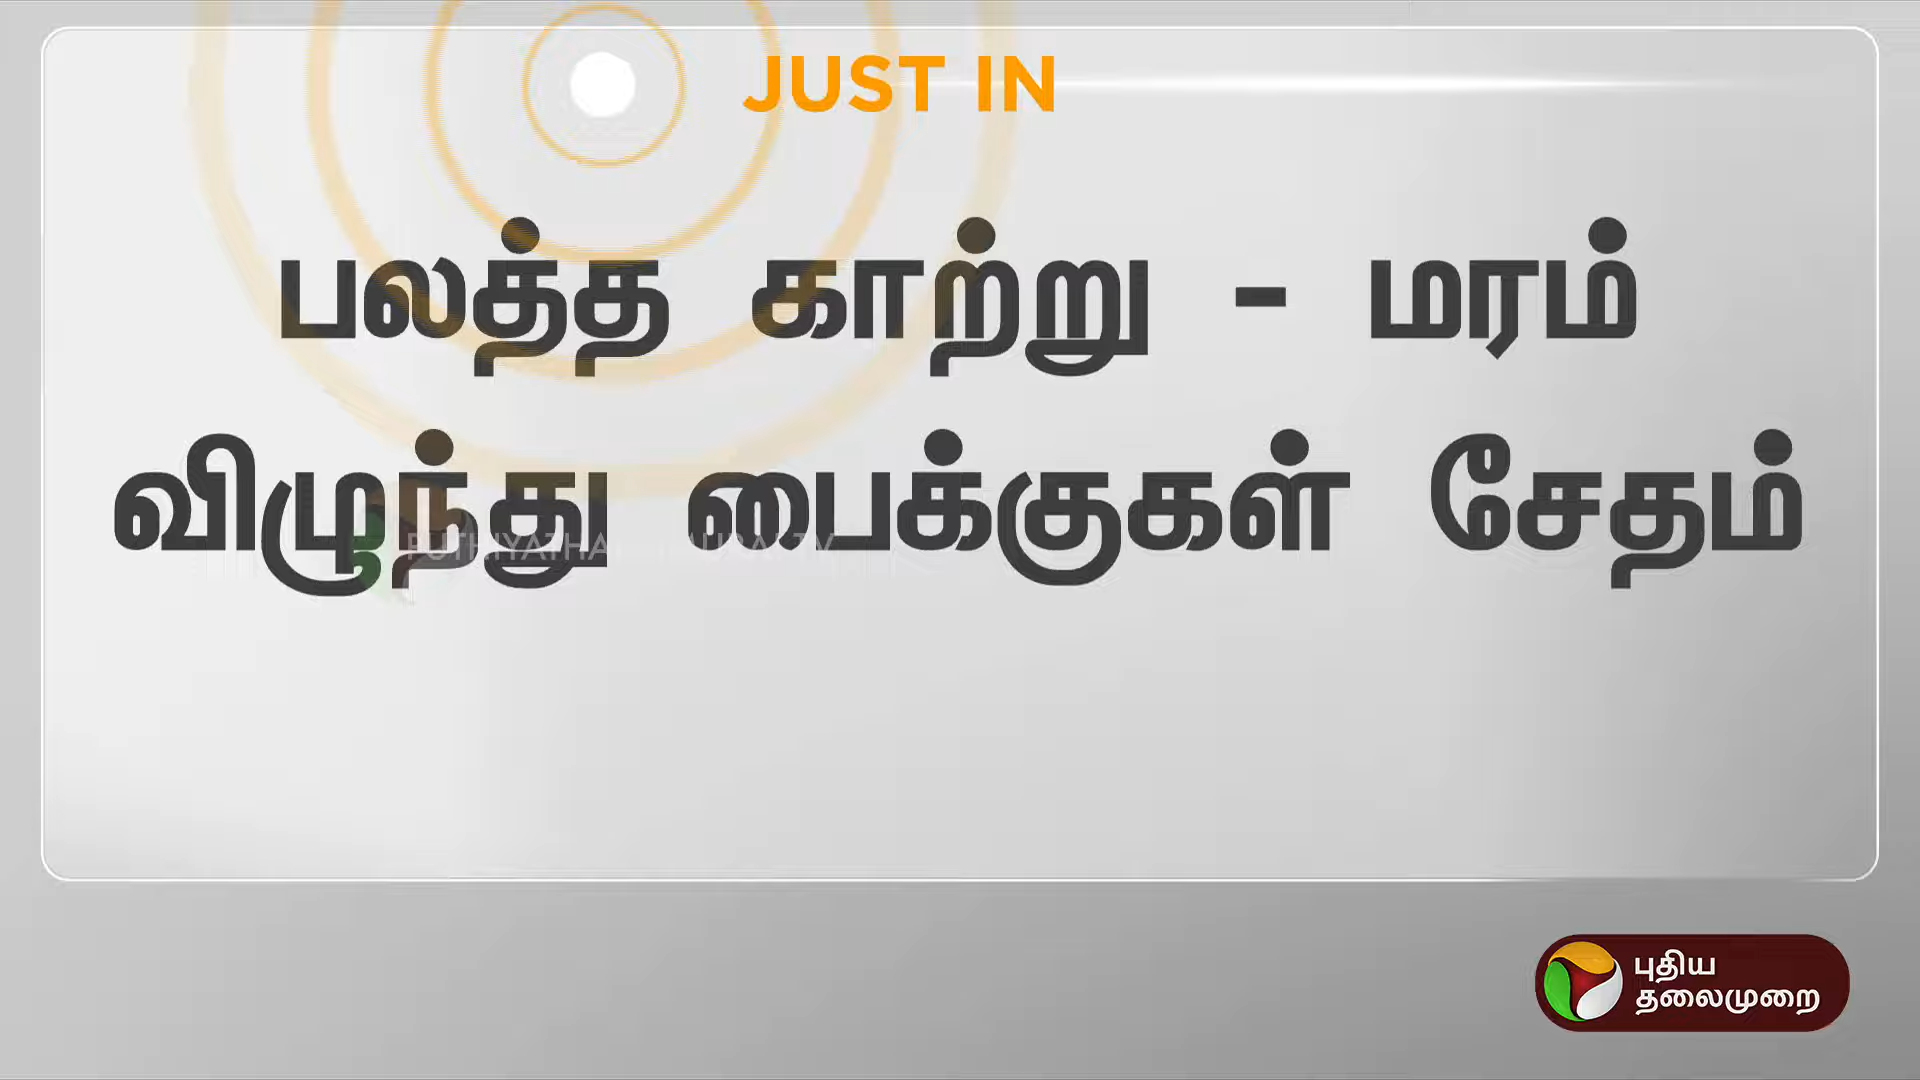 JUST IN
பலத்த காற்று - மரம்
விழுந்து பைக்குகள் சேதம்
புதிய
தலைமுறை